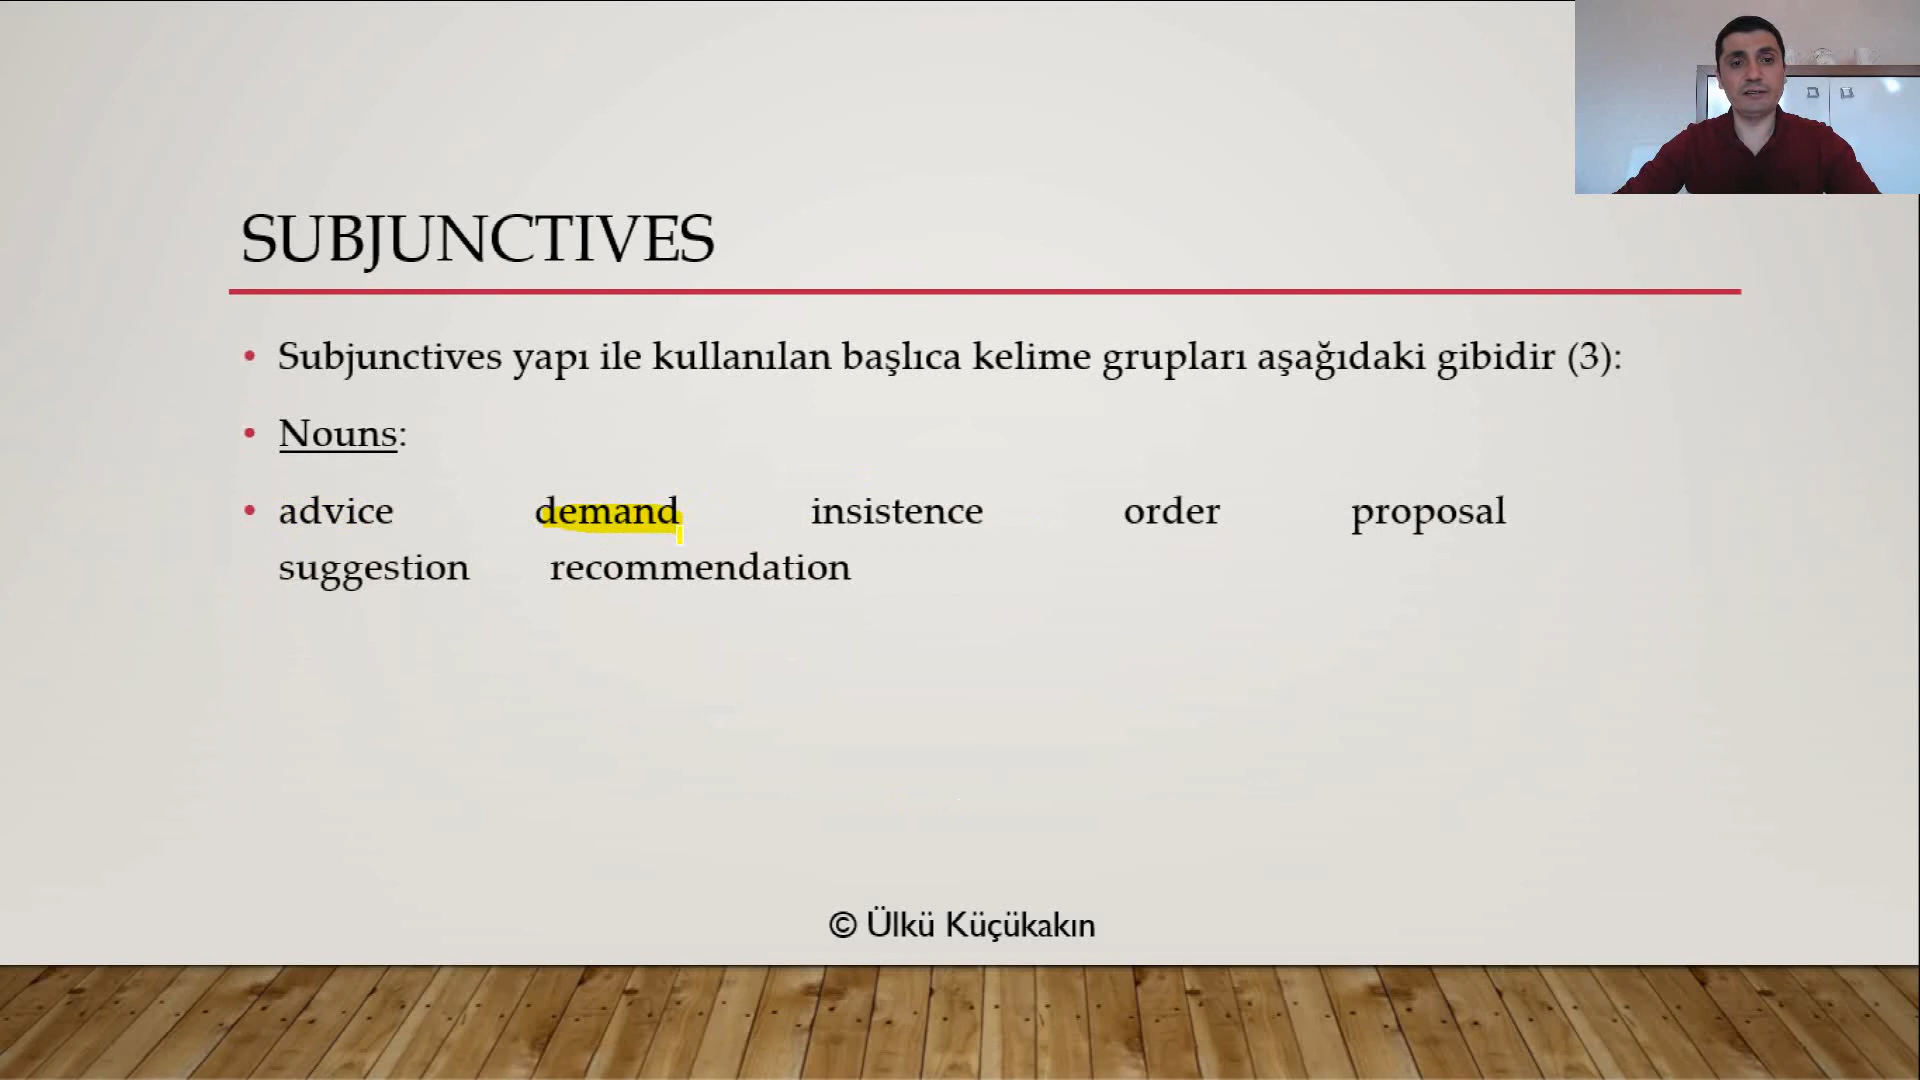 SUBJUNCTIVES
• Subjunctives yapı ile kullanılan başlıca kelime grupları aşağıdaki gibidir (3):
• Nouns:
• advice demand insistence order proposal
suggestion recommendation
© Ülkü Küçükakın